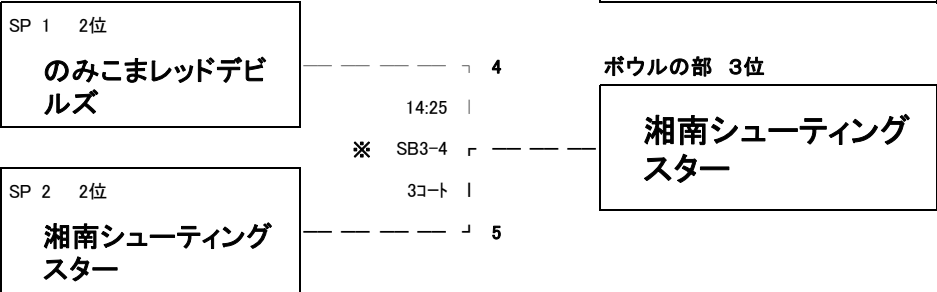 SP 1 2位
のみこまレッドデビ
ルズ
4
14:25
※ SB3-4
3コート
ボウルの部 3位
湘南シューティング
スター
SP 2 2位
湘南シューティング
スター
5